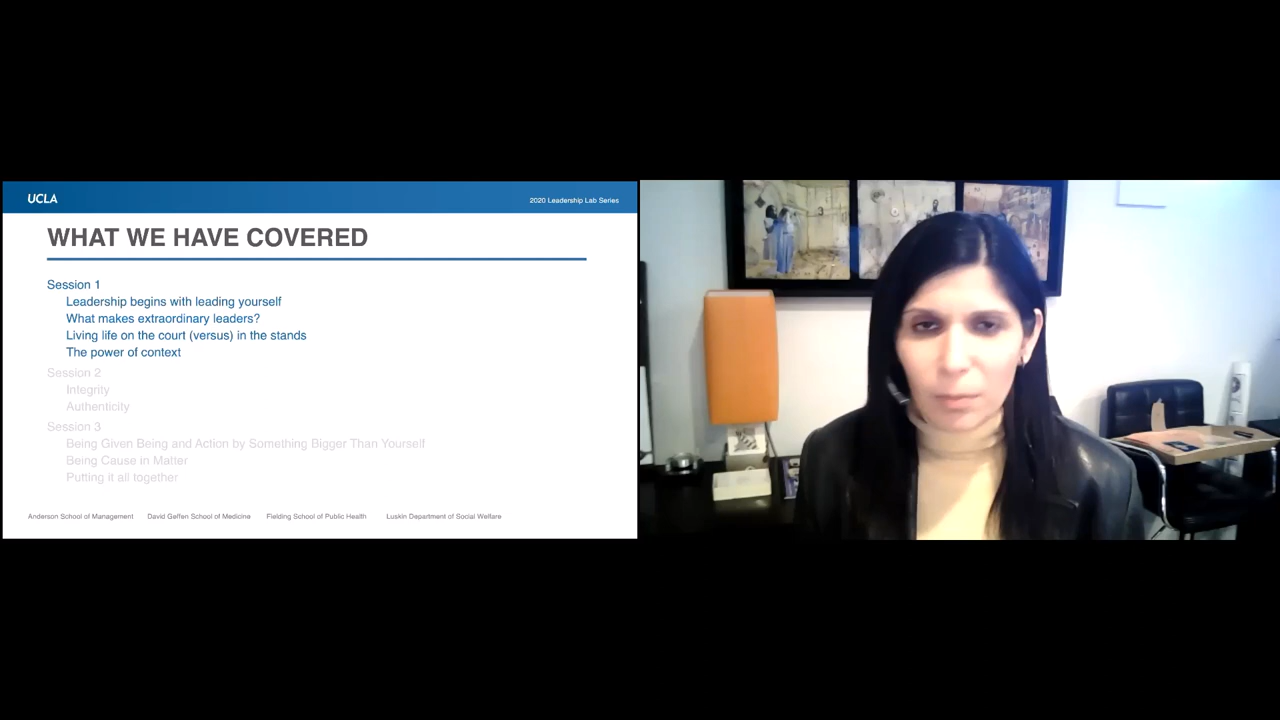 UCLA
2020 Leadership Lab Series
WHAT WE HAVE COVERED
Session 1
Leadership begins with leading yourself
What makes extraordinary leaders?
Living life on the court (versus) in the stands
The power of context
Session 2
Integrity
Authenticity
Session 3
Being Given Being and Action by Something Bigger Than Yourself
Being Cause in Matter
Putting it all together
Anderson School of Management David Geffen School of Medicine Fielding School of Public Health Luskin Department of Social Welfare